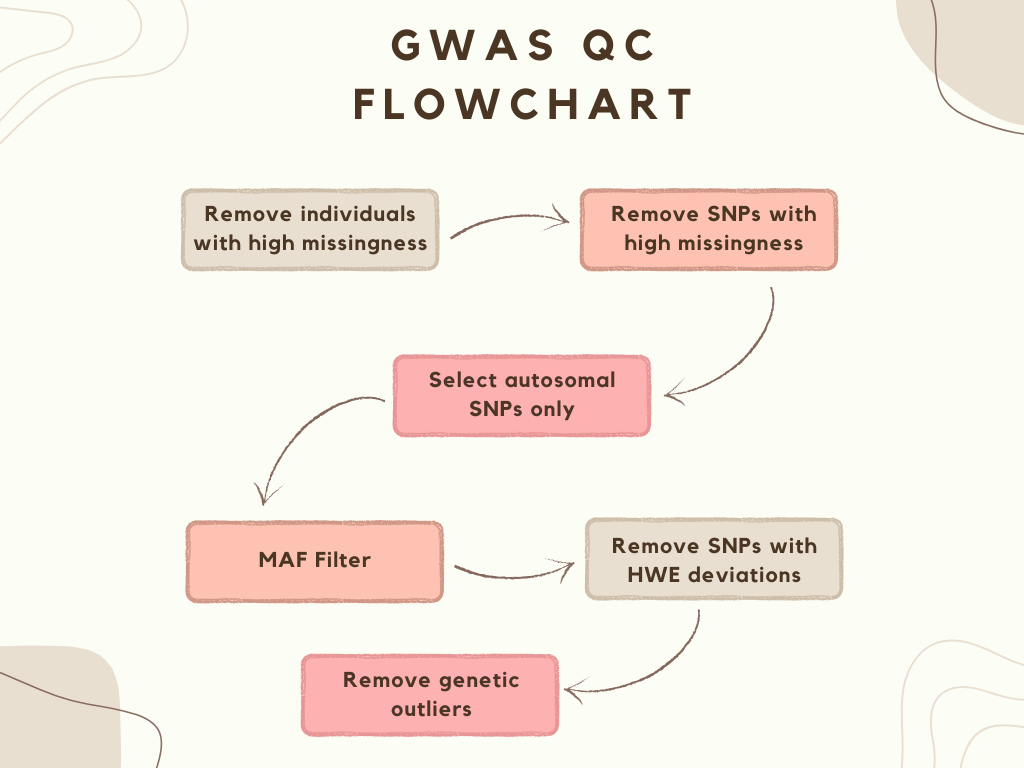 GWAS QC
FLOWCHART
Remove individuals
with high missingness
Remove SNPs with
high missingness
Select autosomal
SNPs only
MAF Filter
Remove SNPs with
HWE deviations
Remove genetic
outliers